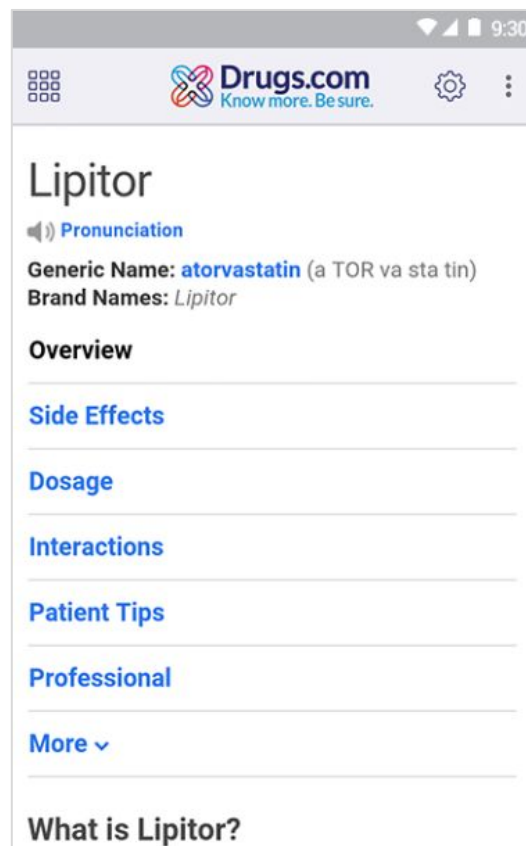 9:30
Drugs.com
Know more. Be sure.
Lipitor
Pronunciation
Generic Name: atorvastatin (a TOR va sta tin)
Brand Names: Lipitor
Overview
Side Effects
Dosage
Interactions
Patient Tips
Professional
More
What is Lipitor?